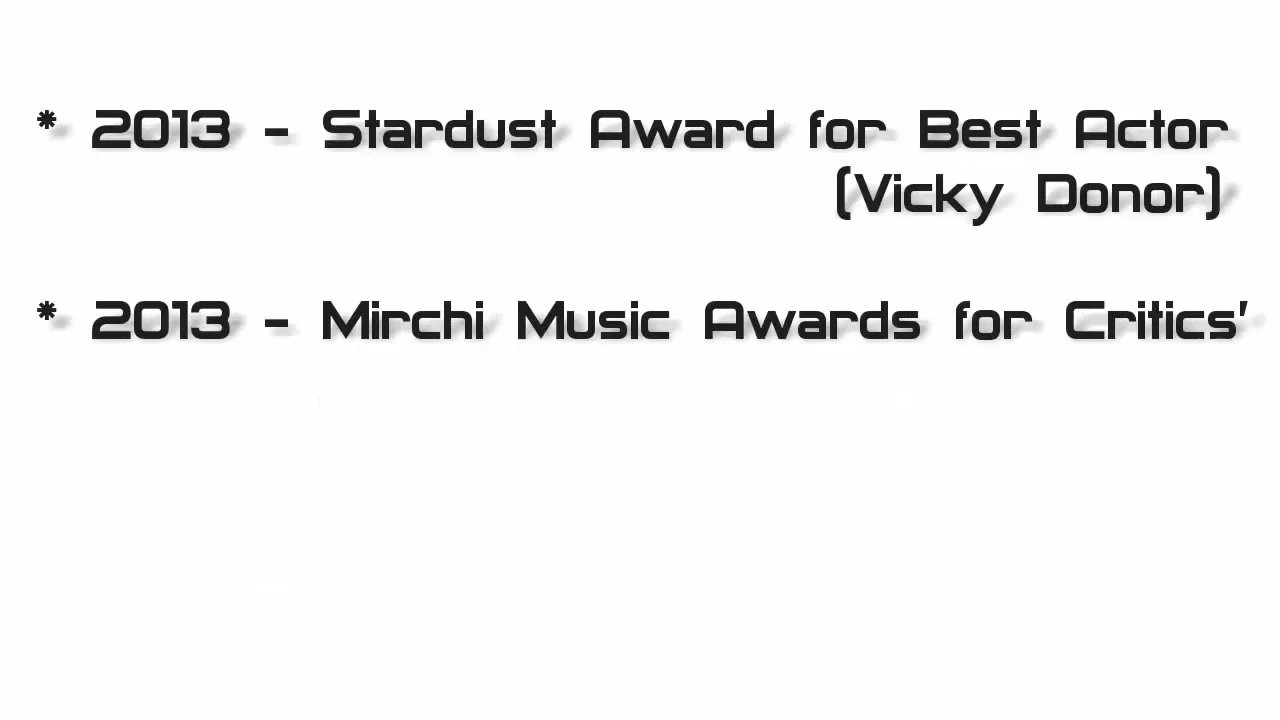 * 2013 - Stardust Award for Best Actor
(Vicky Donor)
* 2013 - Mirchi Music Awards for Critics'